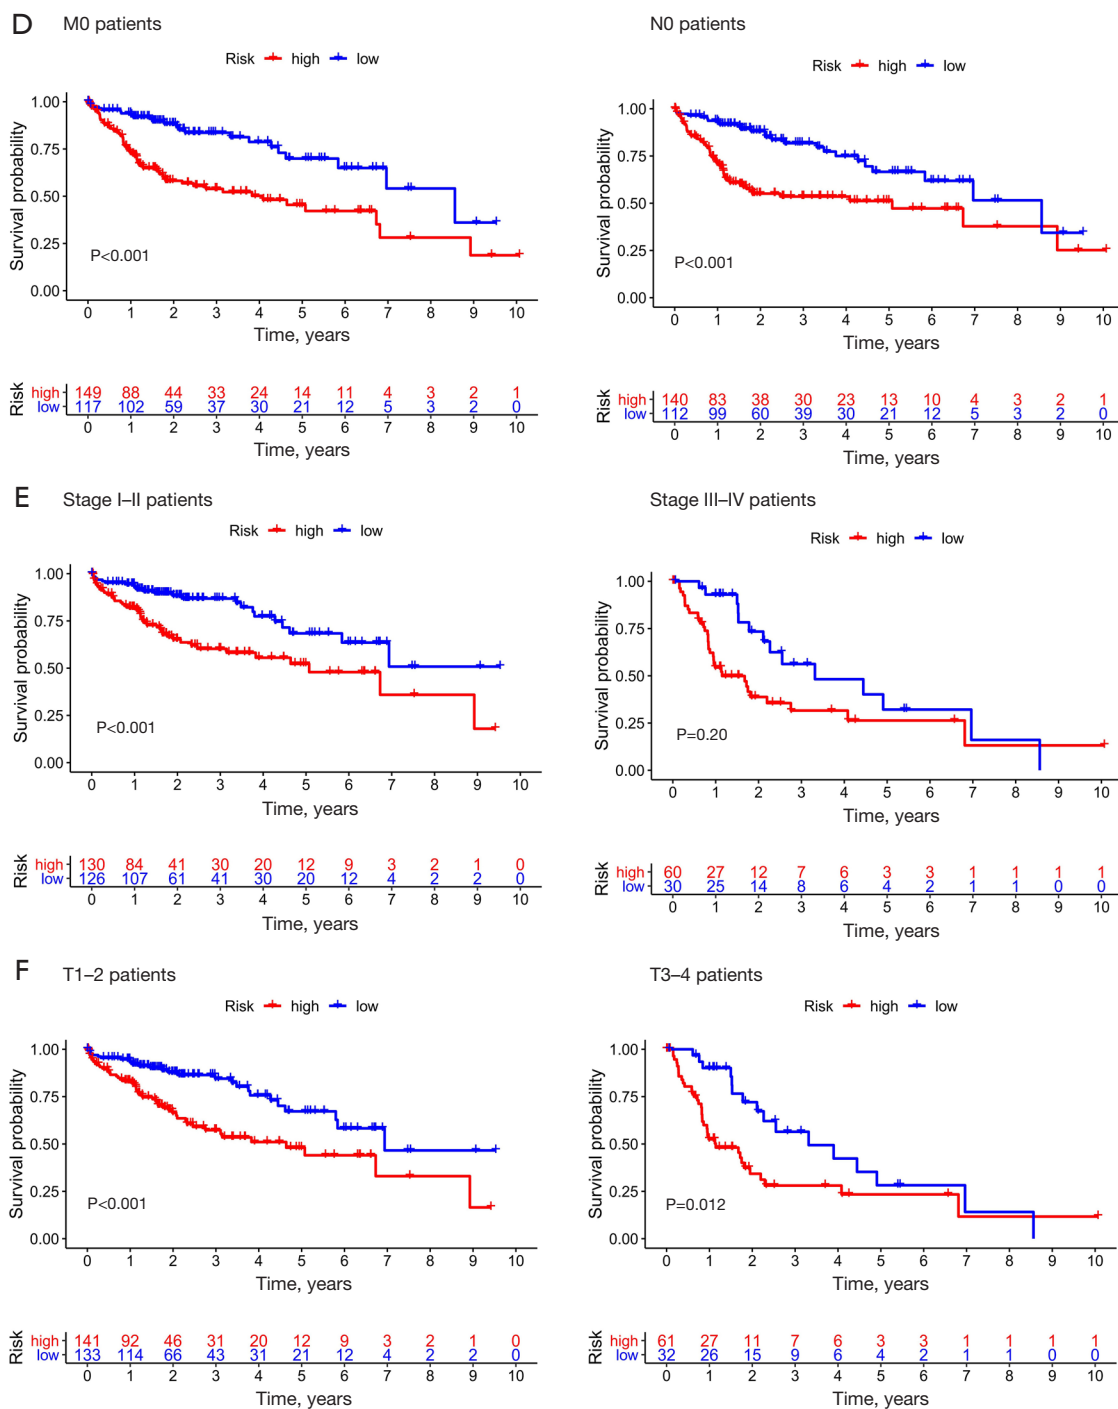 D M0 patients
Risk high low
1.00
0.75
0.50
0.25
0.00
Survival probability
P<0.001
0 1 2 3 4 5 6 7 8 9 10
Time, years
Risk
high 149 88 44 33 24 14 11 4 3 2 1
low 117 102 59 37 30 21 12 5 3 2 0
0 1 2 3 4 5 6 7 8 9 10
Time, years
N0 patients
Risk high low
1.00
0.75
0.50
0.25
0.00
Survival probability
P<0.001
0 1 2 3 4 5 6 7 8 9 10
Time, years
Risk
high 140 83 38 30 23 13 10 4 3 2 1
low 112 99 60 39 30 21 12 5 3 2 0
0 1 2 3 4 5 6 7 8 9 10
Time, years
E Stage I–II patients
Risk high low
1.00
0.75
0.50
0.25
0.00
Survival probability
P<0.001
0 1 2 3 4 5 6 7 8 9 10
Time, years
Risk
high 130 84 41 30 20 12 9 3 2 1 0
low 126 107 61 41 30 20 12 4 2 2 0
0 1 2 3 4 5 6 7 8 9 10
Time, years
Stage III–IV patients
Risk high low
1.00
0.75
0.50
0.25
0.00
Survival probability
P=0.20
0 1 2 3 4 5 6 7 8 9 10
Time, years
Risk
high 60 27 12 7 6 3 3 1 1 1 1
low 30 25 14 8 6 4 2 1 1 0 0
0 1 2 3 4 5 6 7 8 9 10
Time, years
F T1–2 patients
Risk high low
1.00
0.75
0.50
0.25
0.00
Survival probability
P<0.001
0 1 2 3 4 5 6 7 8 9 10
Time, years
Risk
high 141 92 46 31 20 12 9 3 2 1 0
low 133 114 66 43 31 21 12 4 2 2 0
0 1 2 3 4 5 6 7 8 9 10
Time, years
T3–4 patients
Risk high low
1.00
0.75
0.50
0.25
0.00
Survival probability
P=0.012
0 1 2 3 4 5 6 7 8 9 10
Time, years
Risk
high 61 27 11 7 6 3 3 1 1 1 1
low 32 26 15 9 6 4 2 1 1 0 0
0 1 2 3 4 5 6 7 8 9 10
Time, years